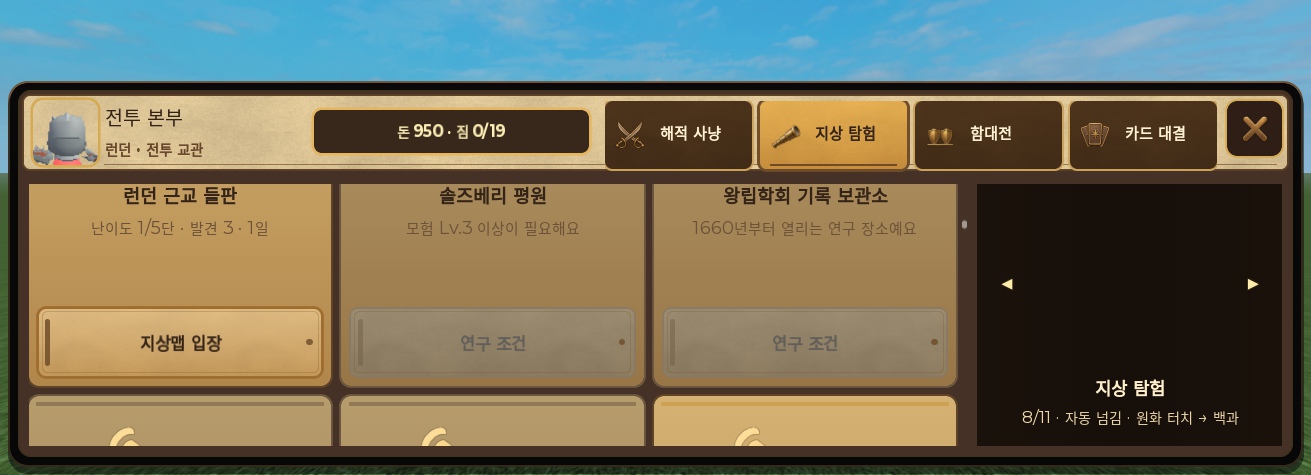 전투 본부
런던 · 전투 교관
돈 950 · 짐 0/19
해적 사냥
지상 탐험
함대전
카드 대결
런던 근교 들판
난이도 1/5단 · 발견 3 · 1일
지상맵 입장
솔즈베리 평원
모험 Lv.3 이상이 필요해요
연구 조건
왕립학회 기록 보관소
1660년부터 열리는 연구 장소예요
연구 조건
◀ ▶
지상 탐험
8/11 · 자동 넘김 · 원화 터치 → 백과